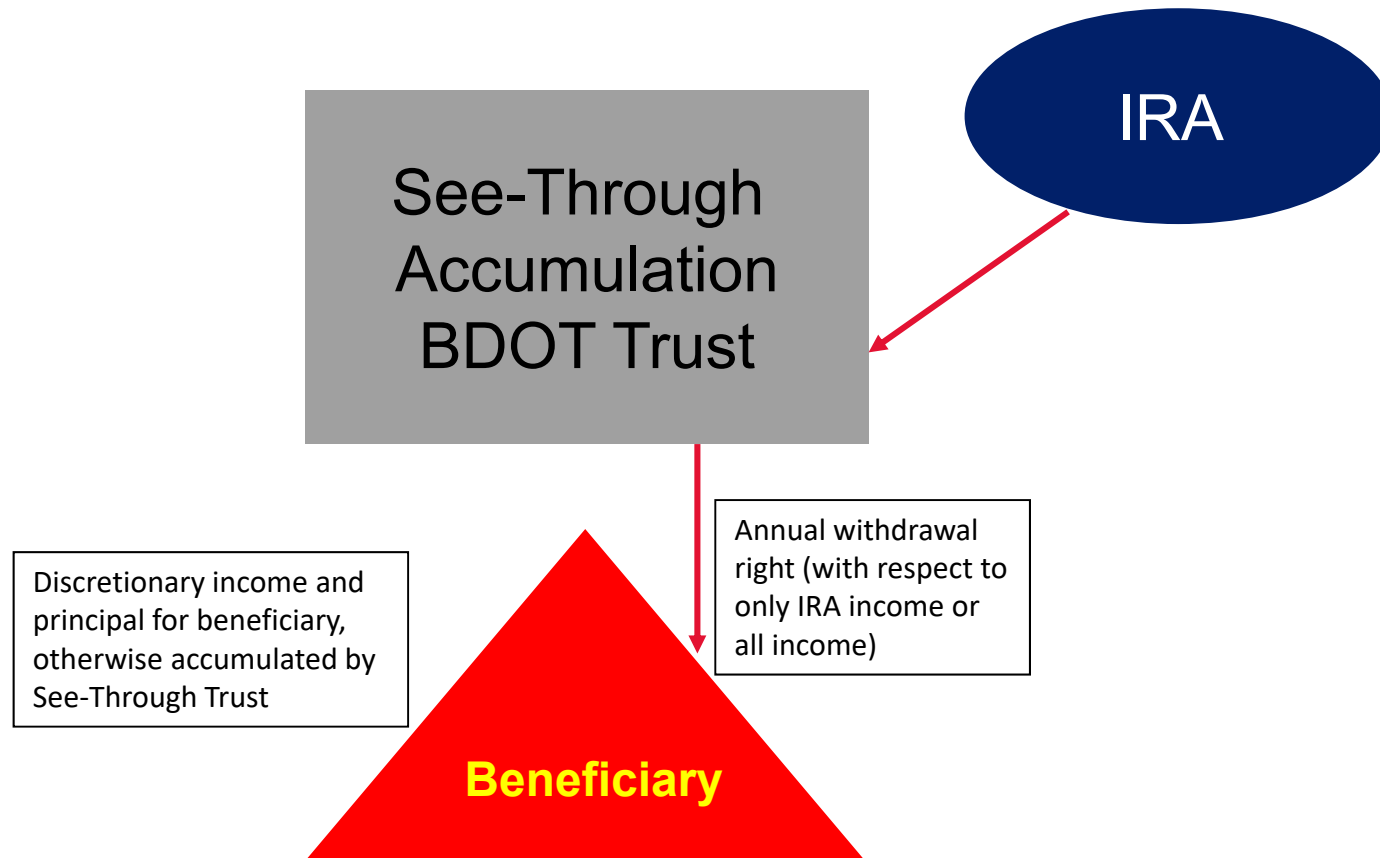 IRA
See-Through
Accumulation
BDOT Trust
Annual withdrawal
right (with respect to
only IRA income or
all income)
Discretionary income and
principal for beneficiary,
otherwise accumulated by
See-Through Trust
Beneficiary